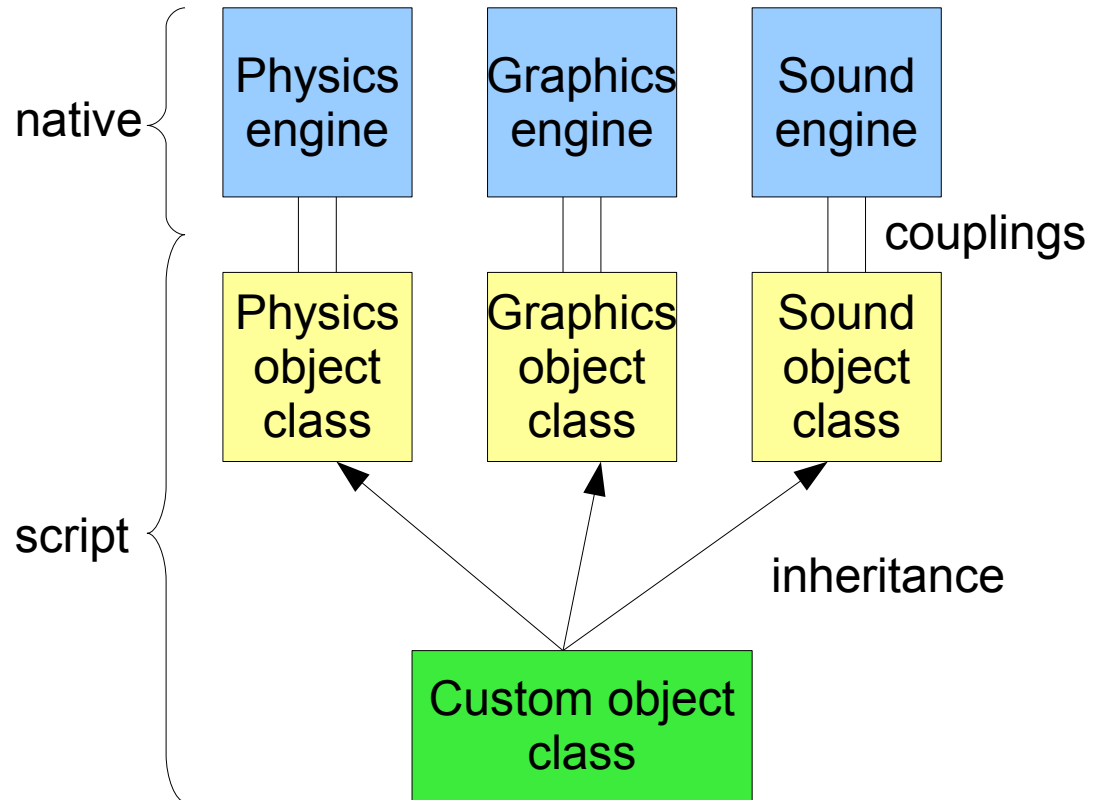 native
Physics
engine
Graphics
engine
Sound
engine
couplings
Physics
object
class
Graphics
object
class
Sound
object
class
script
inheritance
Custom object
class